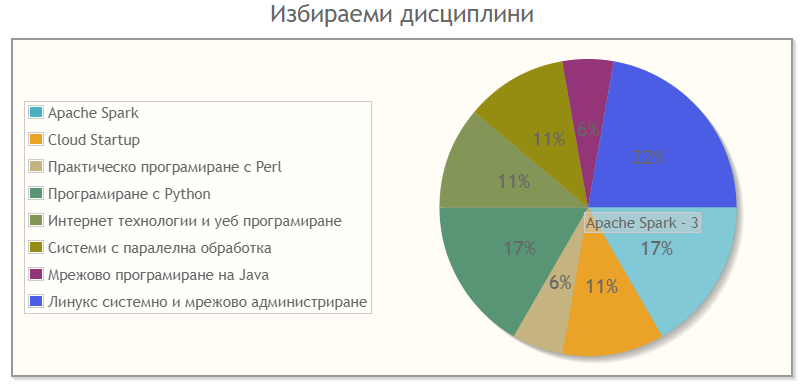 Избираеми дисциплини
Apache Spark
Cloud Startup
Практическо програмиране с Perl
Програмиране с Python
Интернет технологии и уеб програмиране
Системи с паралелна обработка
Мрежово програмиране на Java
Линукс системно и мрежово администриране
6%
11%
22%
11%
Apache Spark - 3
17%
17%
6%
11%